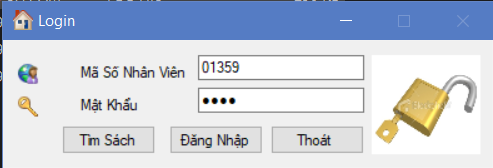 Login
Mã Số Nhân Viên 01359
Mật Khẩu ••••
Tìm Sách Đăng Nhập Thoát